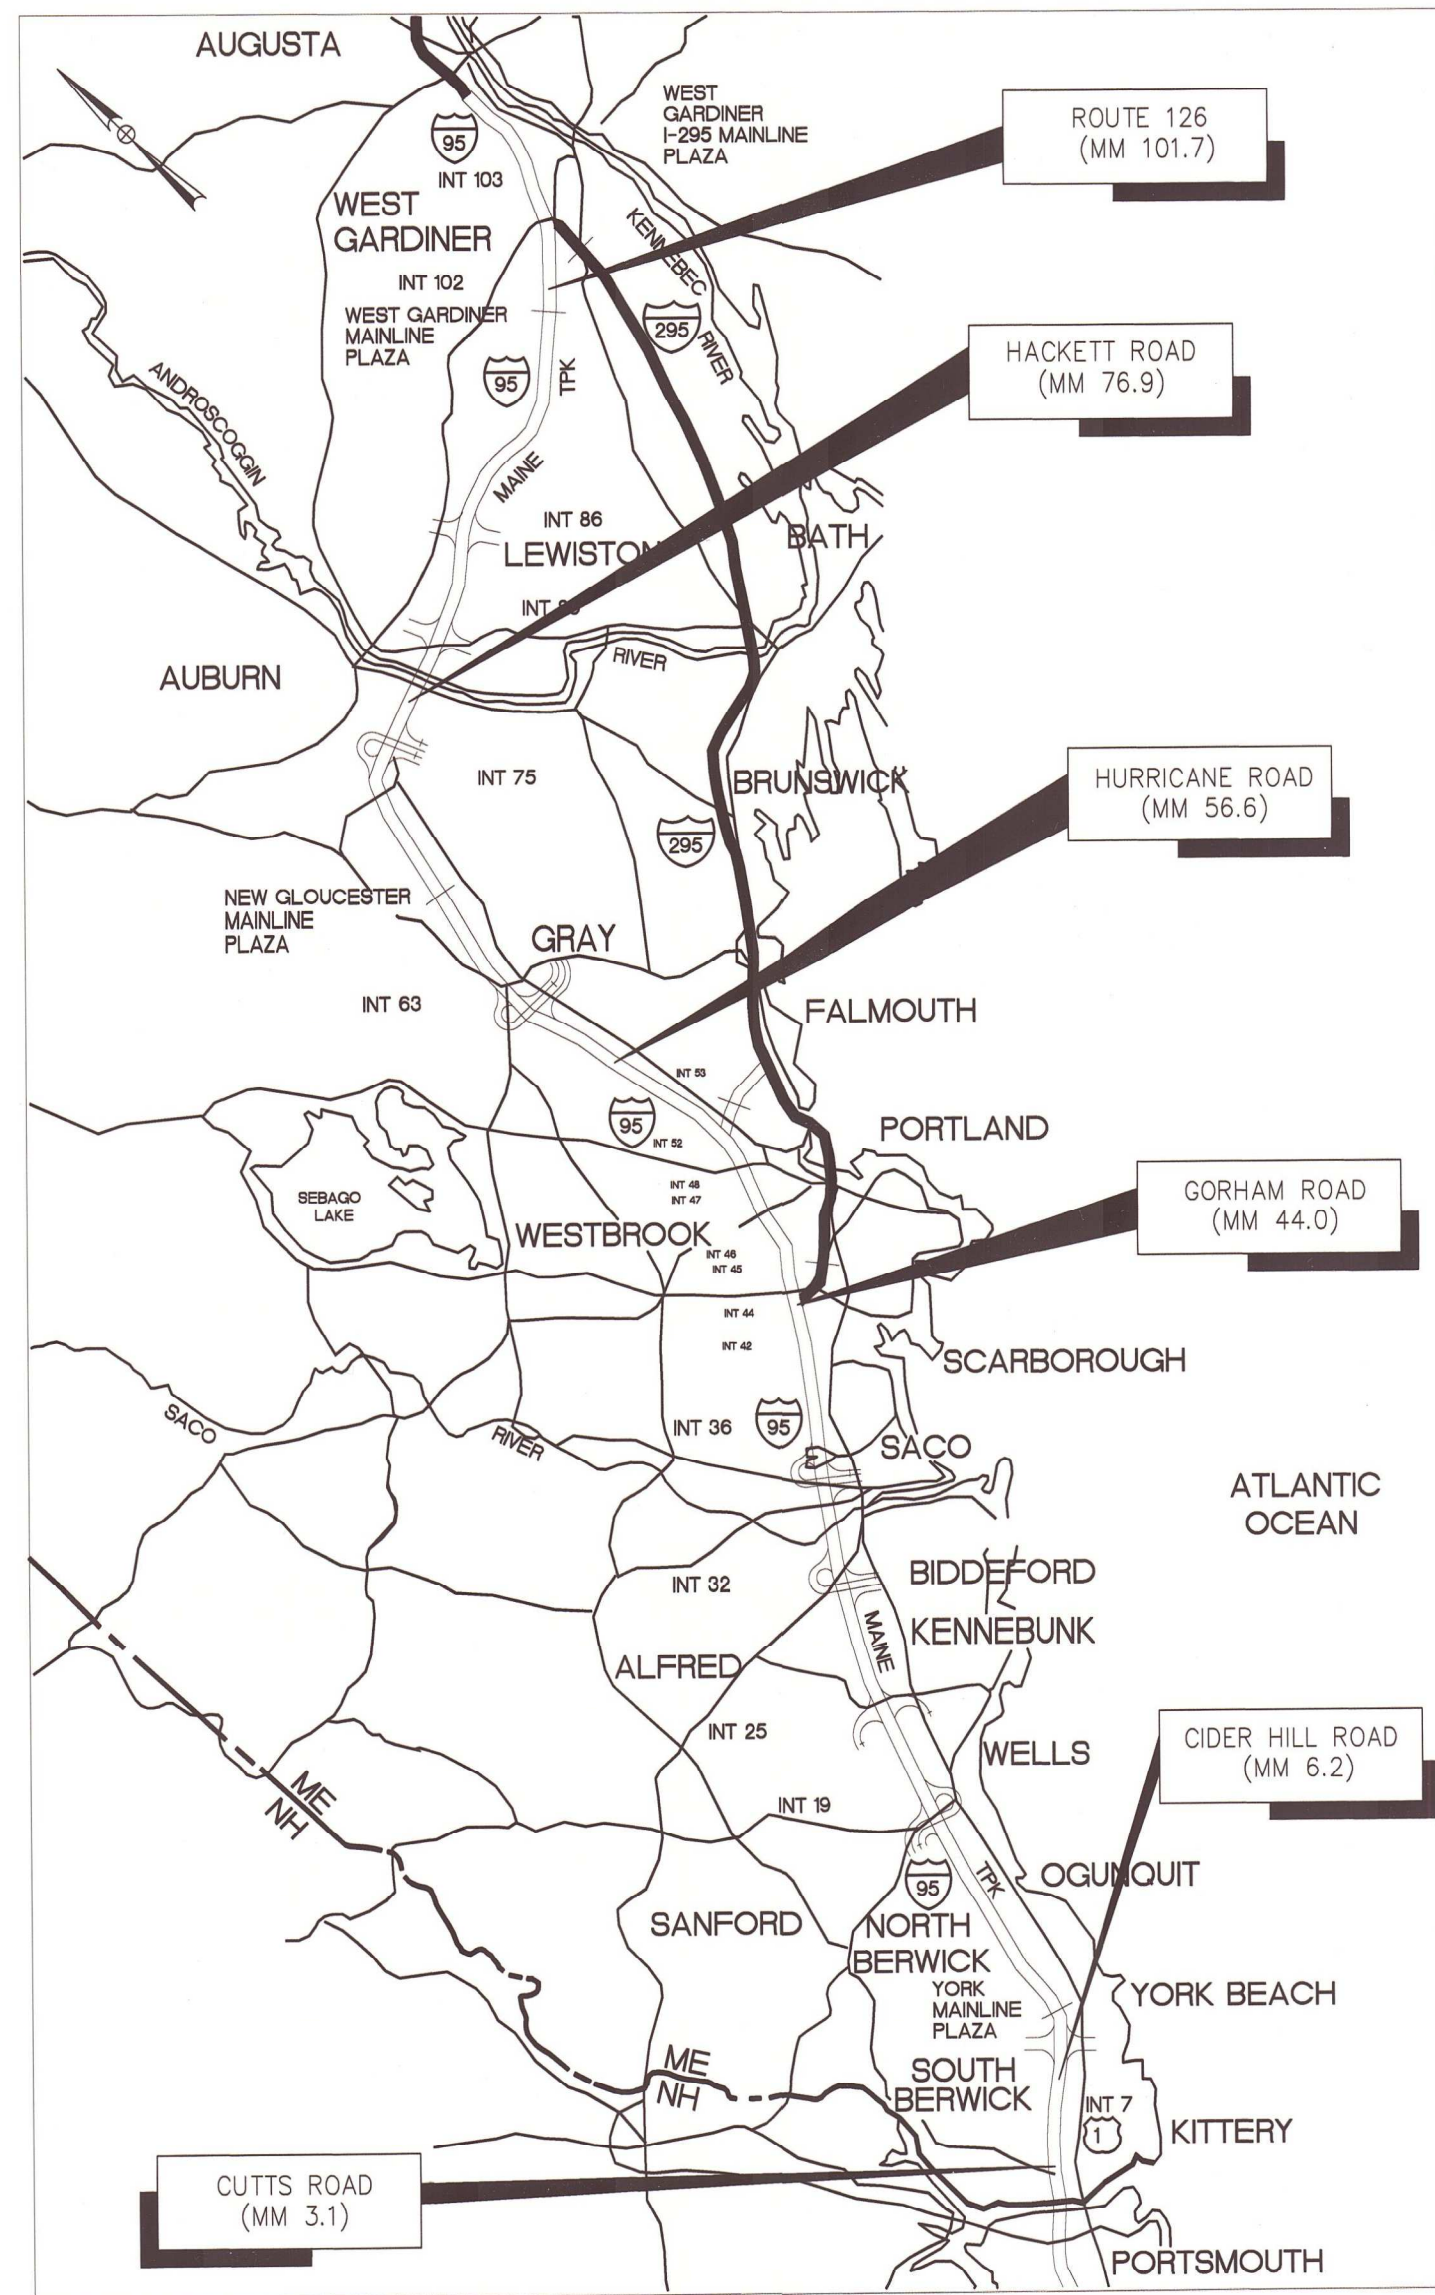 AUGUSTA
WEST
GARDINER
I-295 MAINLINE
PLAZA
ROUTE 126
(MM 101.7)
95
INT 103
WEST
GARDINER
KENNEBEC
RIVER
INT 102
WEST GARDINER
MAINLINE
PLAZA
295
HACKETT ROAD
(MM 76.9)
95
TPK
MAINE
ANDROSCOGGIN
INT 86
LEWISTON
BATH
INT
RIVER
AUBURN
INT 75
BRUNSWICK
HURRICANE ROAD
(MM 56.6)
295
NEW GLOUCESTER
MAINLINE
PLAZA
GRAY
INT 63
FALMOUTH
INT 53
95
INT 52
PORTLAND
SEBAGO
LAKE
INT 48
INT 47
GORHAM ROAD
(MM 44.0)
WESTBROOK
INT 46
INT 45
INT 44
INT 42
SCARBOROUGH
SACO
RIVER
INT 36
95
SACO
ATLANTIC
OCEAN
INT 32
BIDDEFORD
MAINE
KENNEBUNK
ALFRED
INT 25
WELLS
CIDER HILL ROAD
(MM 6.2)
ME
NH
INT 19
TPK
OGUNQUIT
95
SANFORD
NORTH
BERWICK
YORK
MAINLINE
PLAZA
YORK BEACH
ME
NH
SOUTH
BERWICK
INT 7
1
KITTERY
CUTTS ROAD
(MM 3.1)
PORTSMOUTH